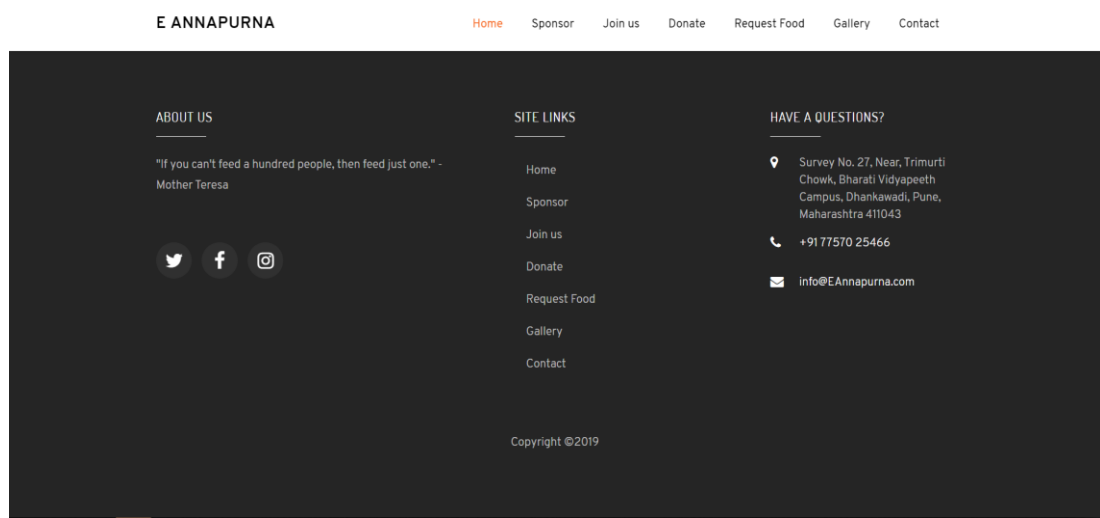 E ANNAPURNA
Home Sponsor Join us Donate Request Food Gallery Contact
ABOUT US
"If you can't feed a hundred people, then feed just one." -
Mother Teresa
SITE LINKS
Home
Sponsor
Join us
Donate
Request Food
Gallery
Contact
HAVE A QUESTIONS?
Survey No. 27, Near, Trimurti
Chowk, Bharati Vidyapeeth
Campus, Dhankawadi, Pune,
Maharashtra 411043
+91 77570 25466
info@EAnnapurna.com
Copyright ©2019